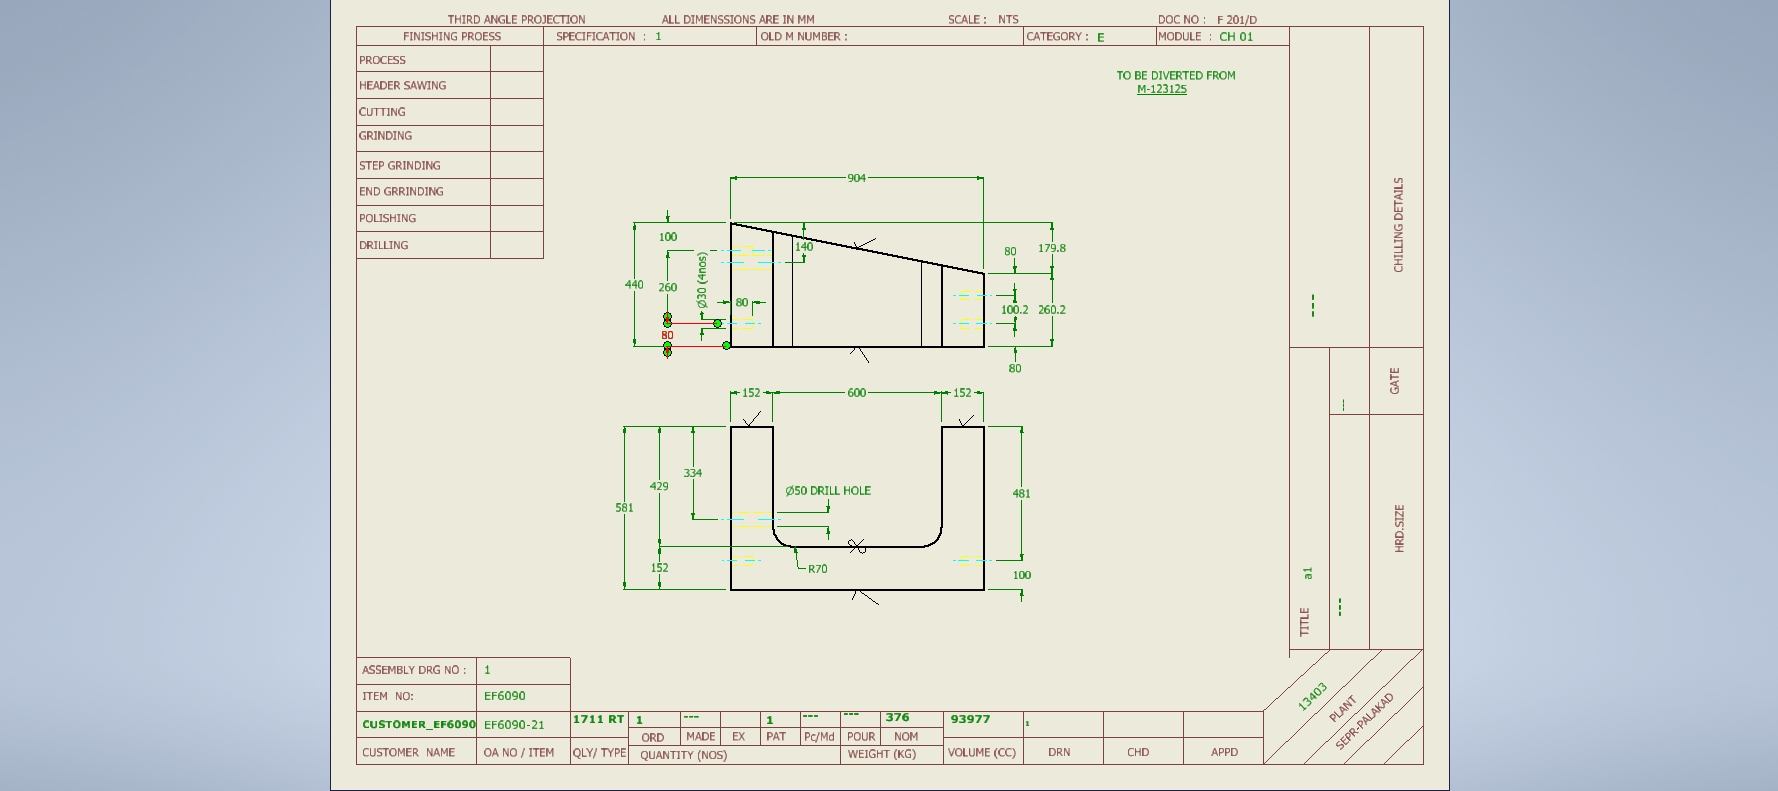 THIRD ANGLE PROJECTION ALL DIMENSSIONS ARE IN MM SCALE : NTS DOC NO : F 201/D
FINISHING PROESS SPECIFICATION : 1 OLD M NUMBER : CATEGORY : E MODULE : CH 01
PROCESS
HEADER SAWING
CUTTING
GRINDING
STEP GRINDING
END GRRINDING
POLISHING
DRILLING
TO BE DIVERTED FROM
M-123125
904
100
140
80
179.8
440
260
Ø30 (4nos)
80
100.2
260.2
80
80
152
600
152
334
429
581
Ø50 DRILL HOLE
481
152
R70
100
CHILLING DETAILS
---
GATE
---
HRD.SIZE
---
TITLE a1
13403
PLANT
SEPR-PALAKAD
ASSEMBLY DRG NO : 1
ITEM NO: EF6090
CUSTOMER_EF6090 EF6090-21 1711 RT 1 --- 1 --- --- 376 93977 1
ORD MADE EX PAT Pc/Md POUR NOM
CUSTOMER NAME OA NO / ITEM QLY/ TYPE QUANTITY (NOS) WEIGHT (KG) VOLUME (CC) DRN CHD APPD